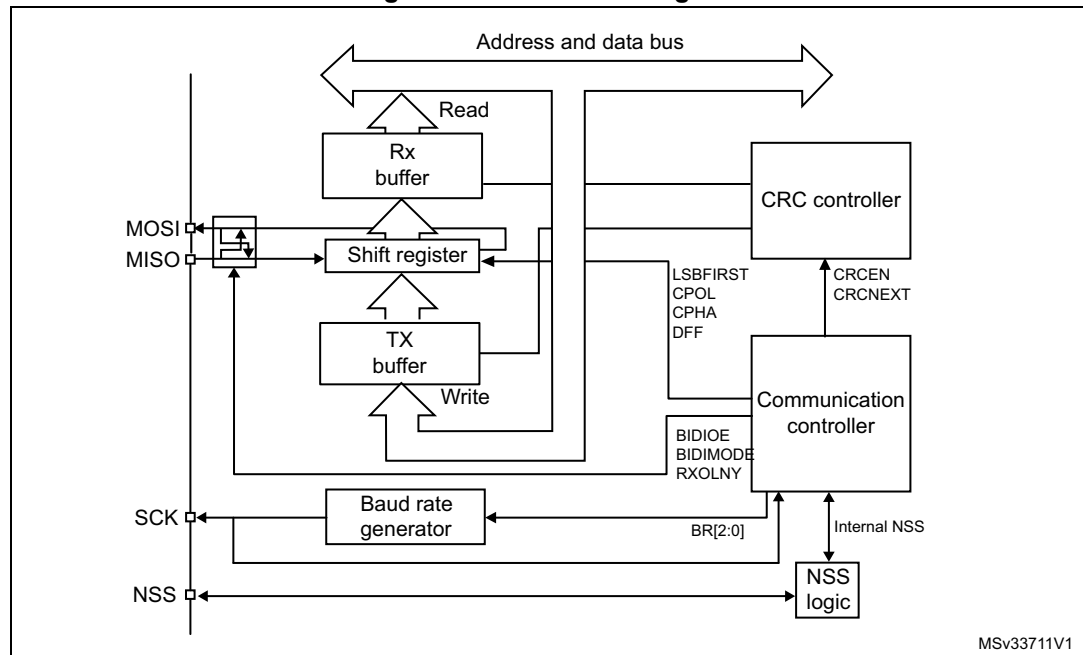 Address and data bus
Read
Rx
buffer
CRC controller
MOSI
MISO
Shift register
LSBFIRST
CPOL
CPHA
DFF
CRCEN
CRCNEXT
TX
buffer
Write
Communication
controller
BIDIOE
BIDIMODE
RXOLNY
SCK
Baud rate
generator
BR[2:0]
Internal NSS
NSS
NSS
logic
MSv33711V1